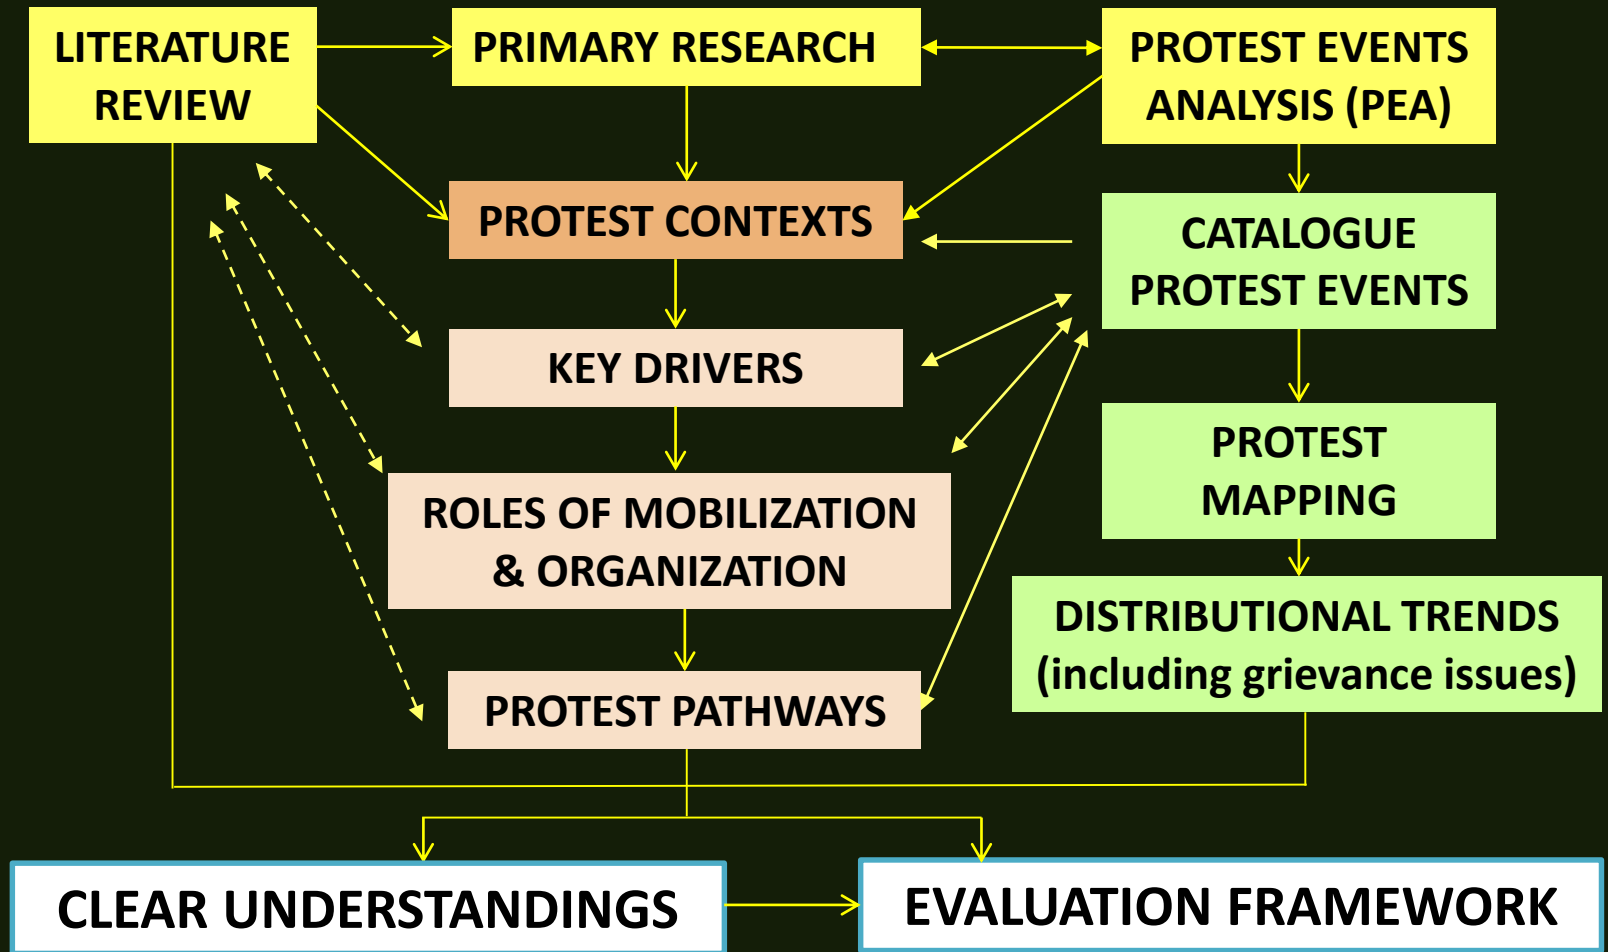 LITERATURE
REVIEW
PRIMARY RESEARCH
PROTEST EVENTS
ANALYSIS (PEA)
PROTEST CONTEXTS
CATALOGUE
PROTEST EVENTS
KEY DRIVERS
PROTEST
MAPPING
ROLES OF MOBILIZATION
& ORGANIZATION
DISTRIBUTIONAL TRENDS
(including grievance issues)
PROTEST PATHWAYS
CLEAR UNDERSTANDINGS
EVALUATION FRAMEWORK